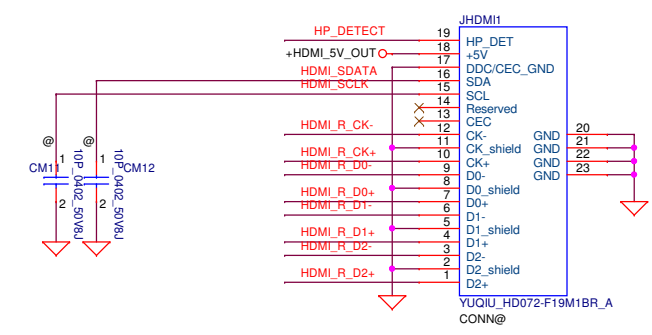 JHDMI1
HP_DETECT 19 HP_DET
+HDMI_5V_OUT 18 +5V
17 DDC/CEC_GND
HDMI_SDATA 16 SDA
HDMI_SCLK 15 SCL
14 Reserved
13 CEC
HDMI_R_CK- 12 CK- GND 20
11 CK_shield GND 21
HDMI_R_CK+ 10 CK+ GND 22
HDMI_R_D0- 9 D0- GND 23
8 D0_shield
HDMI_R_D0+ 7 D0+
HDMI_R_D1- 6 D1-
5 D1_shield
HDMI_R_D1+ 4 D1+
HDMI_R_D2- 3 D2-
2 D2_shield
HDMI_R_D2+ 1 D2+
YUQIU_HD072-F19M1BR_A
CONN@
@ @
1 1
CM11 CM12
2 2
10P_0402_50V8J
10P_0402_50V8J